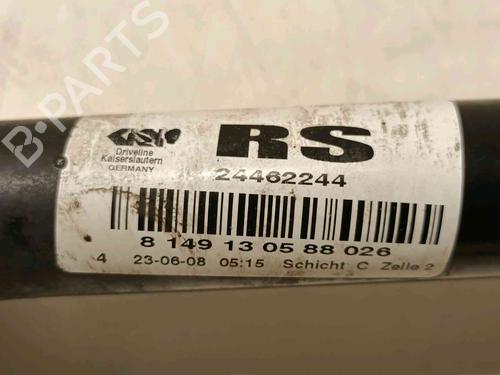 B-PARTS
GKN
Driveline
Kaiserslautern
GERMANY
RS
24462244
8 149 13 05 88 026
4 23-06-08 05:15 Schicht C Zelle 2